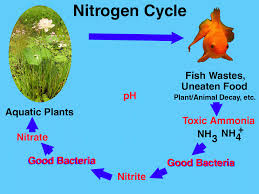 Nitrogen Cycle
Fish Wastes,
Uneaten Food
Plant/Animal Decay, etc.
pH
Aquatic Plants
Toxic Ammonia
NH3 NH4+
Nitrate
Good Bacteria
Good Bacteria
Nitrite